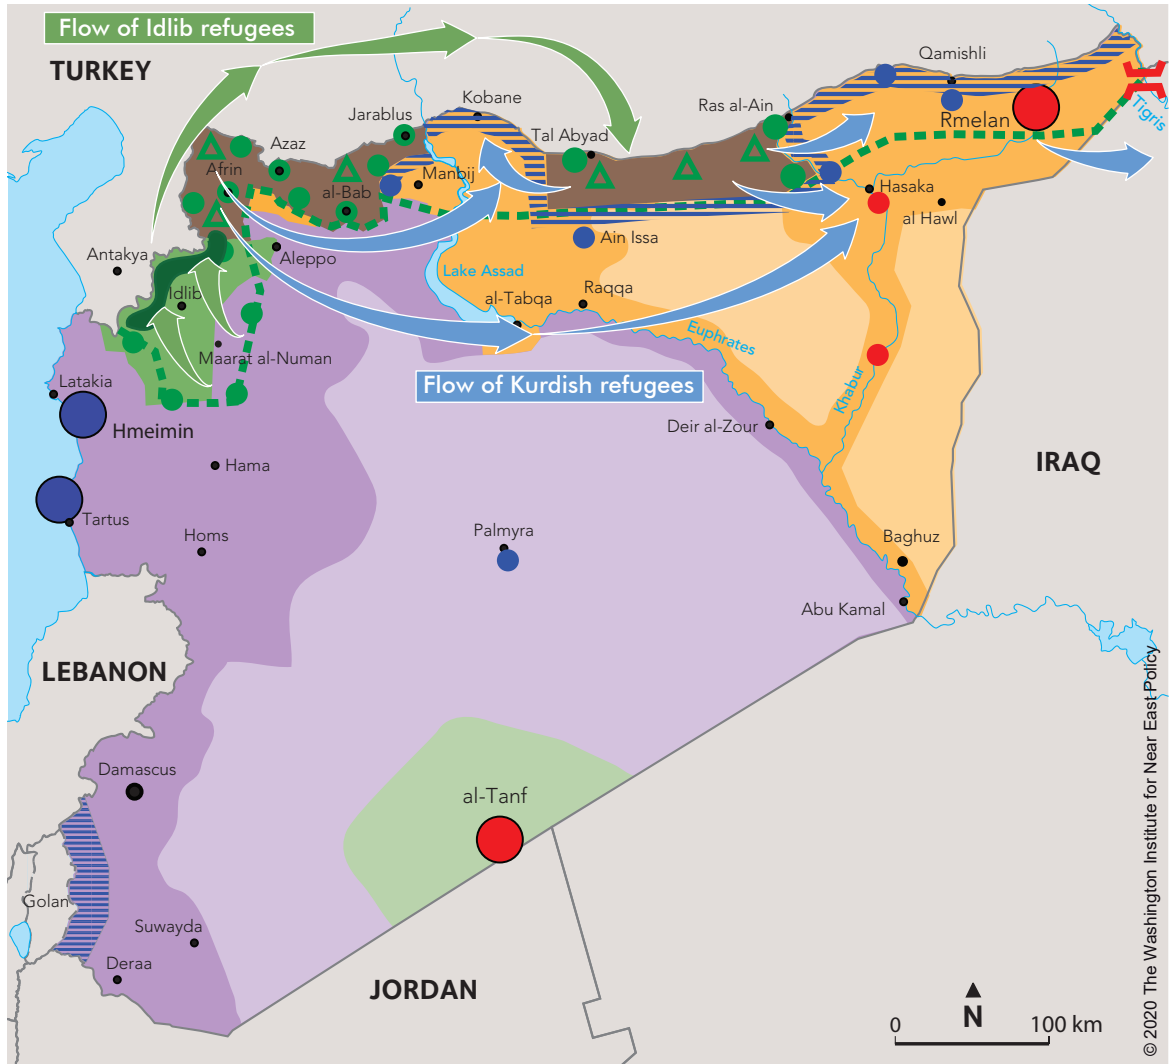 Flow of Idlib refugees
TURKEY
Qamishli
Kobane
Jarablus
Ras al-Ain
Rmelan
Tigris
Azaz
Tal Abyad
Afrin
Manbij
al-Bab
Hasaka
al Hawl
Ain Issa
Antakya
Aleppo
Lake Assad
Idlib
al-Tabqa
Raqqa
Euphrates
Maarat al-Numan
Latakia
Flow of Kurdish refugees
Khabur
Hmeimin
Deir al-Zour
Hama
IRAQ
Tartus
Homs
Palmyra
Baghuz
Abu Kamal
LEBANON
Damascus
al-Tanf
Golan
Suwayda
Deraa
JORDAN
N
0 100 km
© 2020 The Washington Institute for Near East Policy